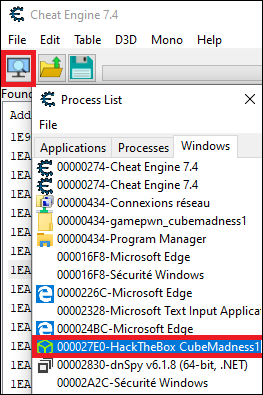 Cheat Engine 7.4
File Edit Table D3D Mono Help
Found
Process List
Add
File
1E9
Applications Processes Windows
1EA
00000274-Cheat Engine 7.4
1EA
00000274-Cheat Engine 7.4
1EA
00000434-Connexions réseau
1EA
00000434-gamepwn_cubemadness1
1EA
00000434-Program Manager
1EA
000016F8-Microsoft Edge
1EA
000016F8-Sécurité Windows
1EA
0000226C-Microsoft Edge
1EA
00002328-Microsoft Text Input Applicat
1EA
000024BC-Microsoft Edge
1EA
000027E0-HackTheBox CubeMadness1
1EA
00002830-dnSpy v6.1.8 (64-bit, .NET)
1EA
00002A2C-Sécurité Windows
1EA